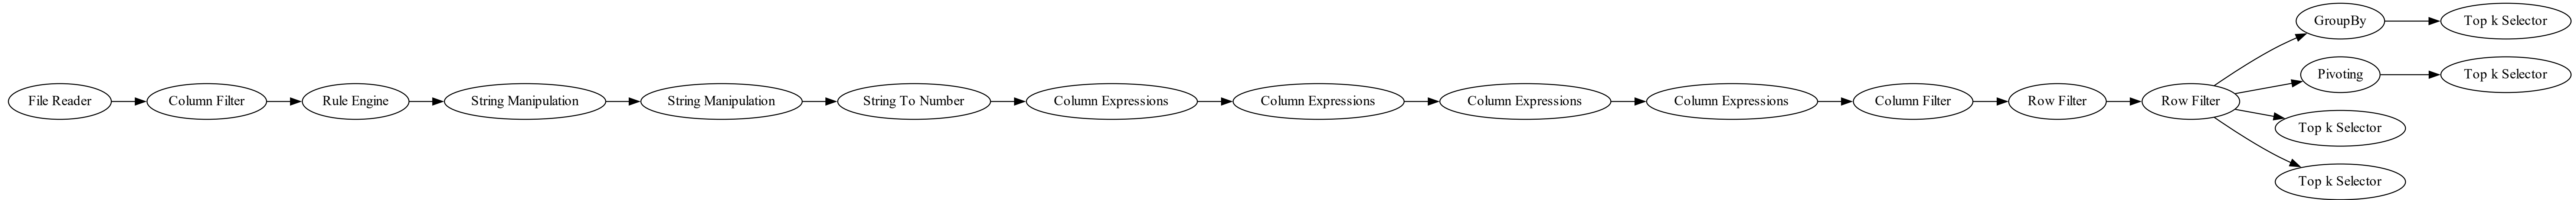 File Reader
Column Filter
Rule Engine
String Manipulation
String Manipulation
String To Number
Column Expressions
Column Expressions
Column Expressions
Column Expressions
Column Filter
Row Filter
Row Filter
GroupBy
Top k Selector
Pivoting
Top k Selector
Top k Selector
Top k Selector